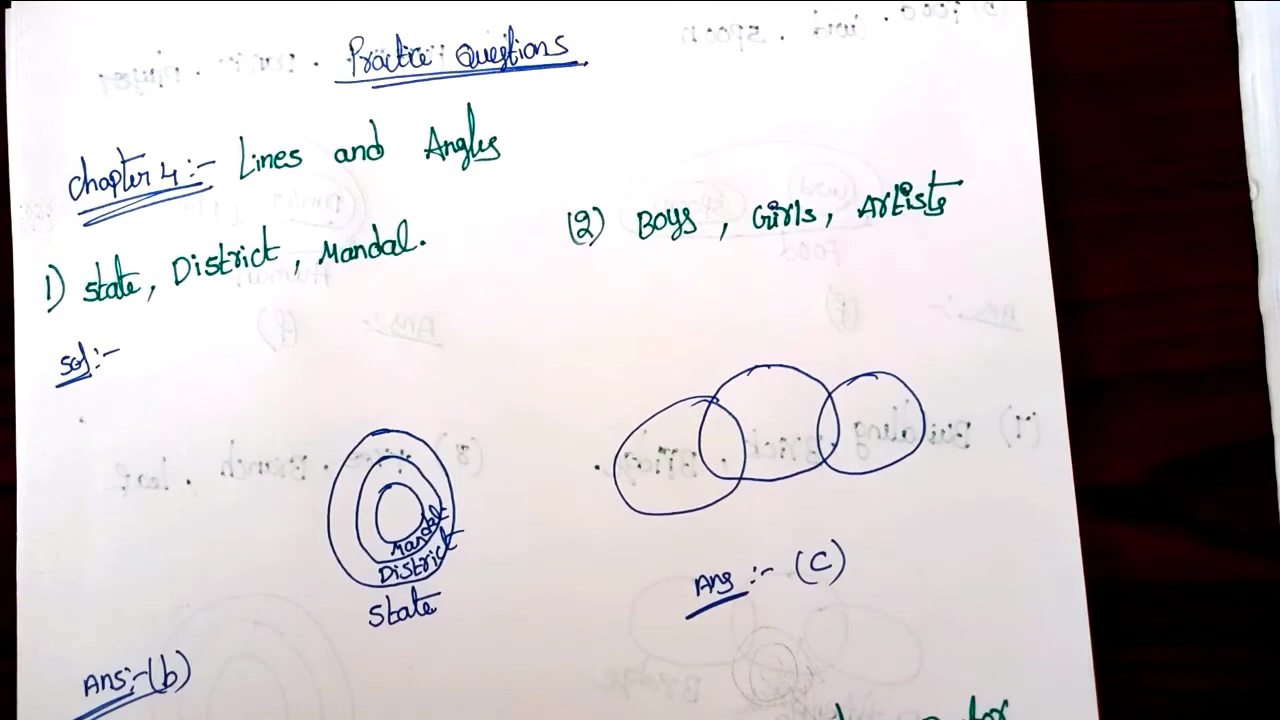 Practice Questions
Chapter 4:- Lines and Angles
1) State, District, Mandal.
(2) Boys, Girls, Artists
Sol:-
Mandal
District
State
Ans:-(b)
Ans:- (C)